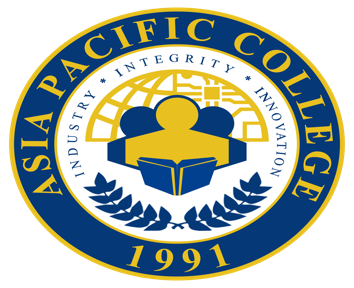 ASIA PACIFIC COLLEGE
INDUSTRY * INTEGRITY * INNOVATION
1991